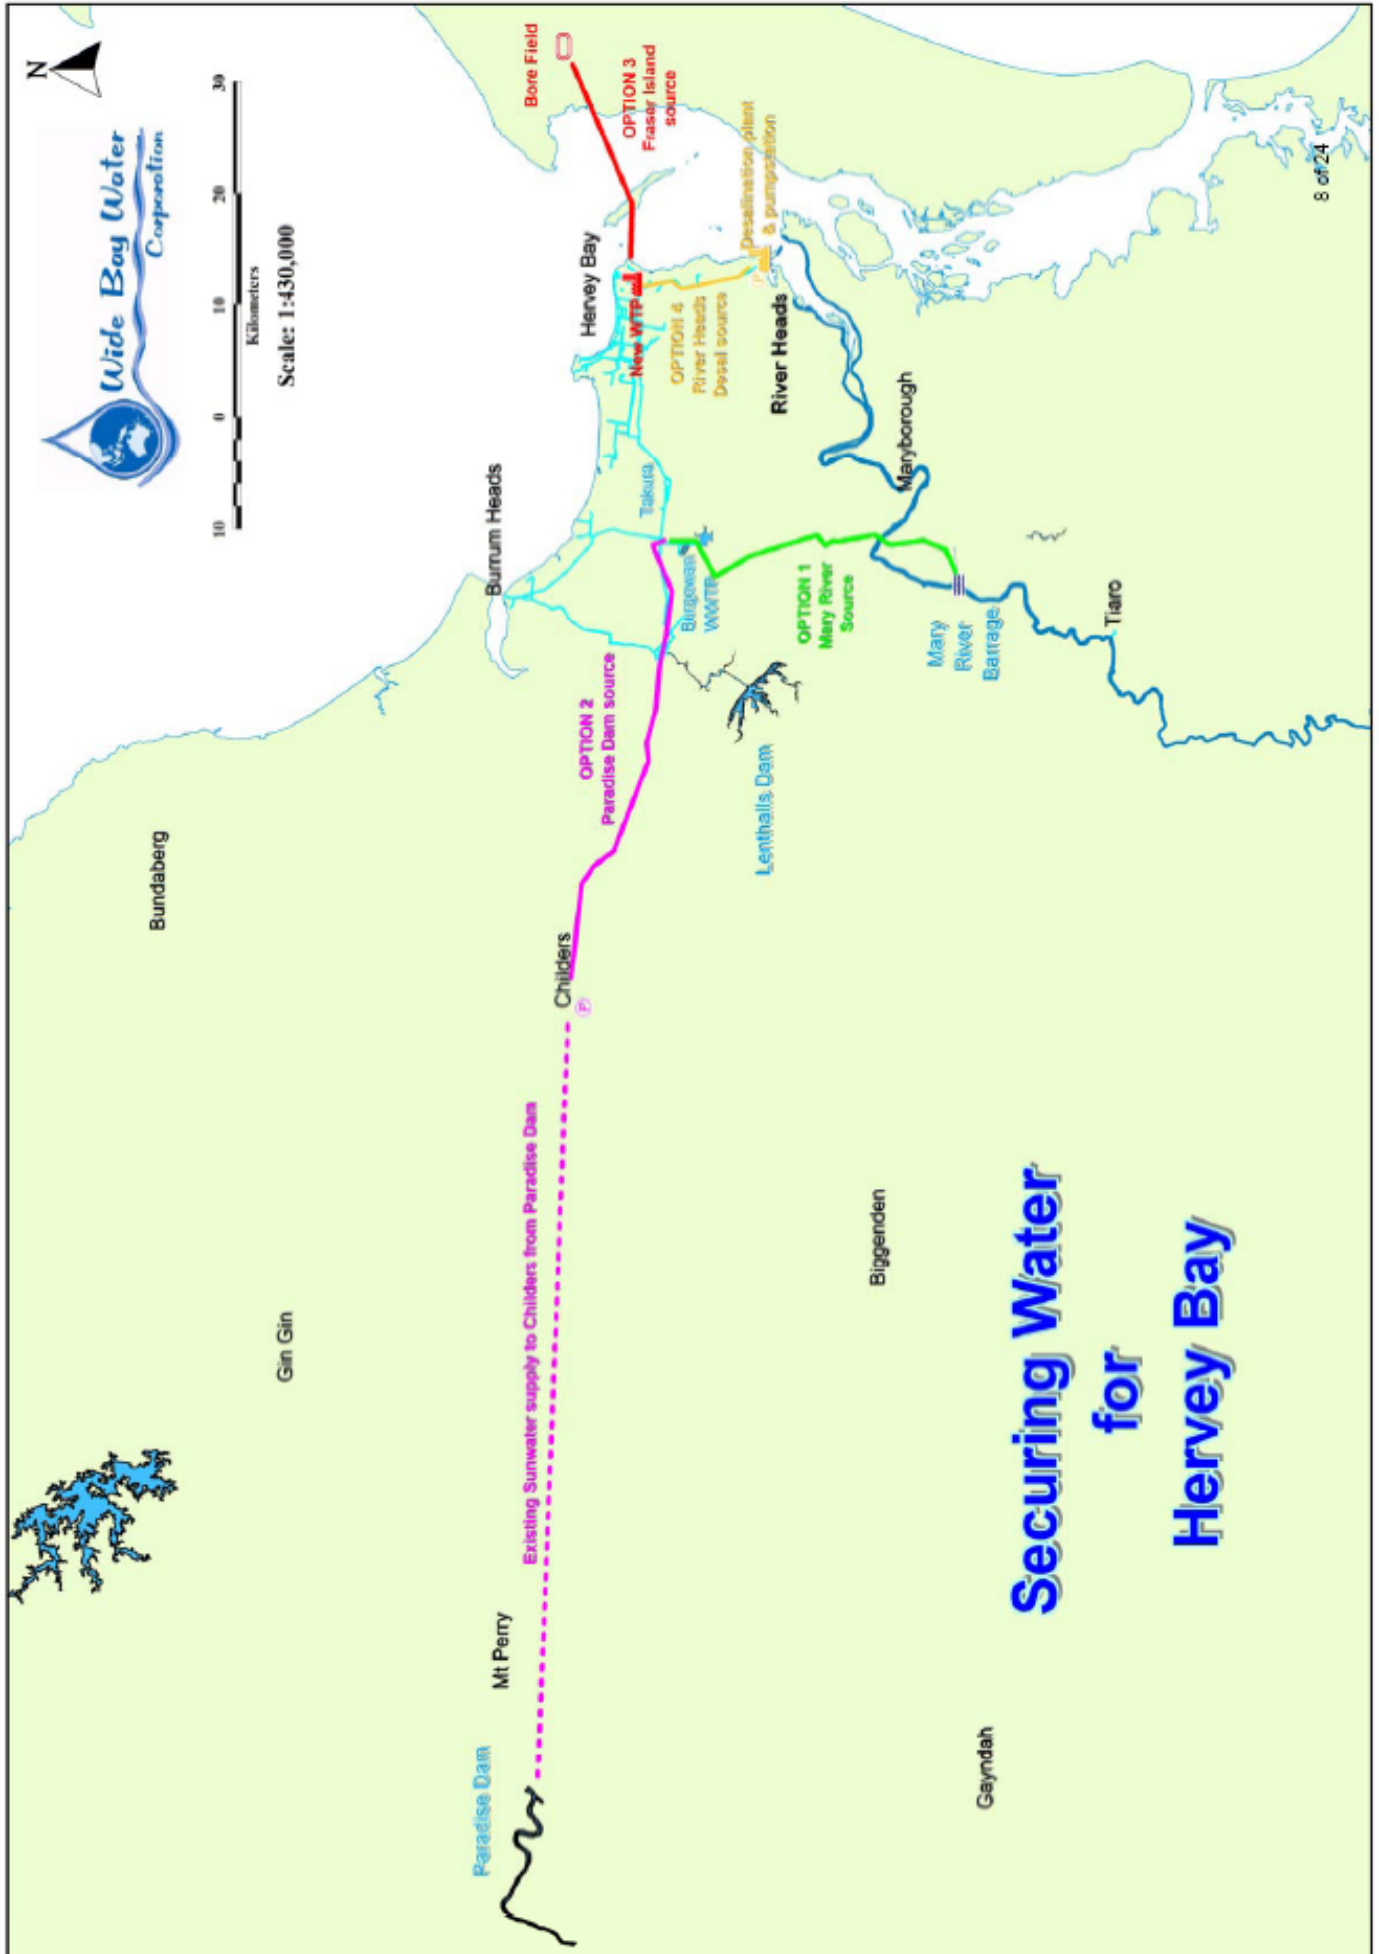 N
Wide Bay Water
Corporation
10 0 10 20 30
Kilometers
Scale: 1:430,000
Bundaberg
Gin Gin
Burrum Heads
Hervey Bay
Bore Field
OPTION 3
Fraser Island
source
New WTP
Takura
OPTION 4
River Heads
Desal source
Desalination plant
& pumpstation
P
River Heads
Maryborough
OPTION 2
Paradise Dam source
Childers
P
Existing Sunwater supply to Childers from Paradise Dam
Mt Perry
Paradise Dam
Burgowan
WWTP
Lenthalls Dam
OPTION 1
Mary River
Source
Mary
River
Barrage
Tiaro
Biggenden
Gayndah
Securing Water
for
Hervey Bay
8 of 24